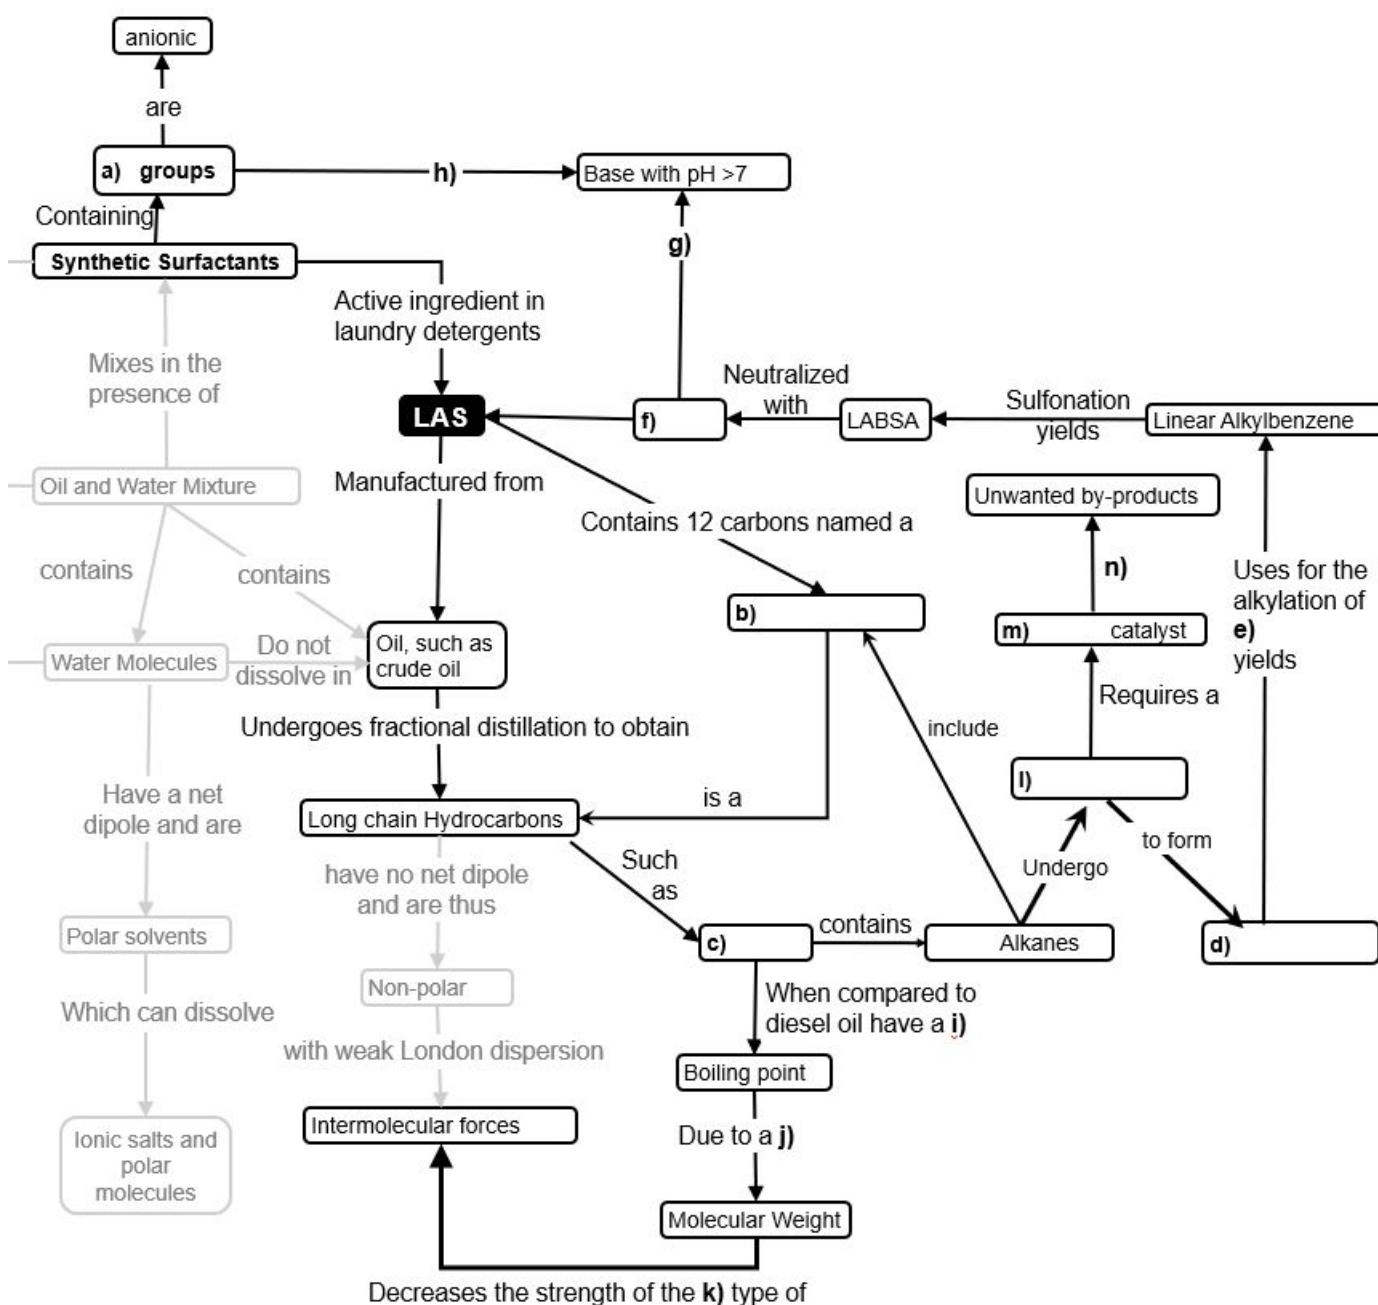 anionic
are
a) groups
h)
Base with pH >7
Containing
Synthetic Surfactants
g)
Active ingredient in
laundry detergents
Mixes in the
presence of
Neutralized
with
Sulfonation
yields
LAS
f)
LABSA
Linear Alkylbenzene
Oil and Water Mixture
Manufactured from
Unwanted by-products
Contains 12 carbons named a
contains
contains
n)
Uses for the
alkylation of
e)
yields
b)
m) catalyst
Water Molecules
Do not
dissolve in
Oil, such as
crude oil
Requires a
Undergoes fractional distillation to obtain
include
l)
Have a net
dipole and are
is a
Long chain Hydrocarbons
to form
Such
as
Undergo
have no net dipole
and are thus
Polar solvents
c)
contains
Alkanes
d)
Non-polar
When compared to
diesel oil have a i)
Which can dissolve
with weak London dispersion
Boiling point
Intermolecular forces
Due to a j)
Ionic salts and
polar
molecules
Molecular Weight
Decreases the strength of the k) type of